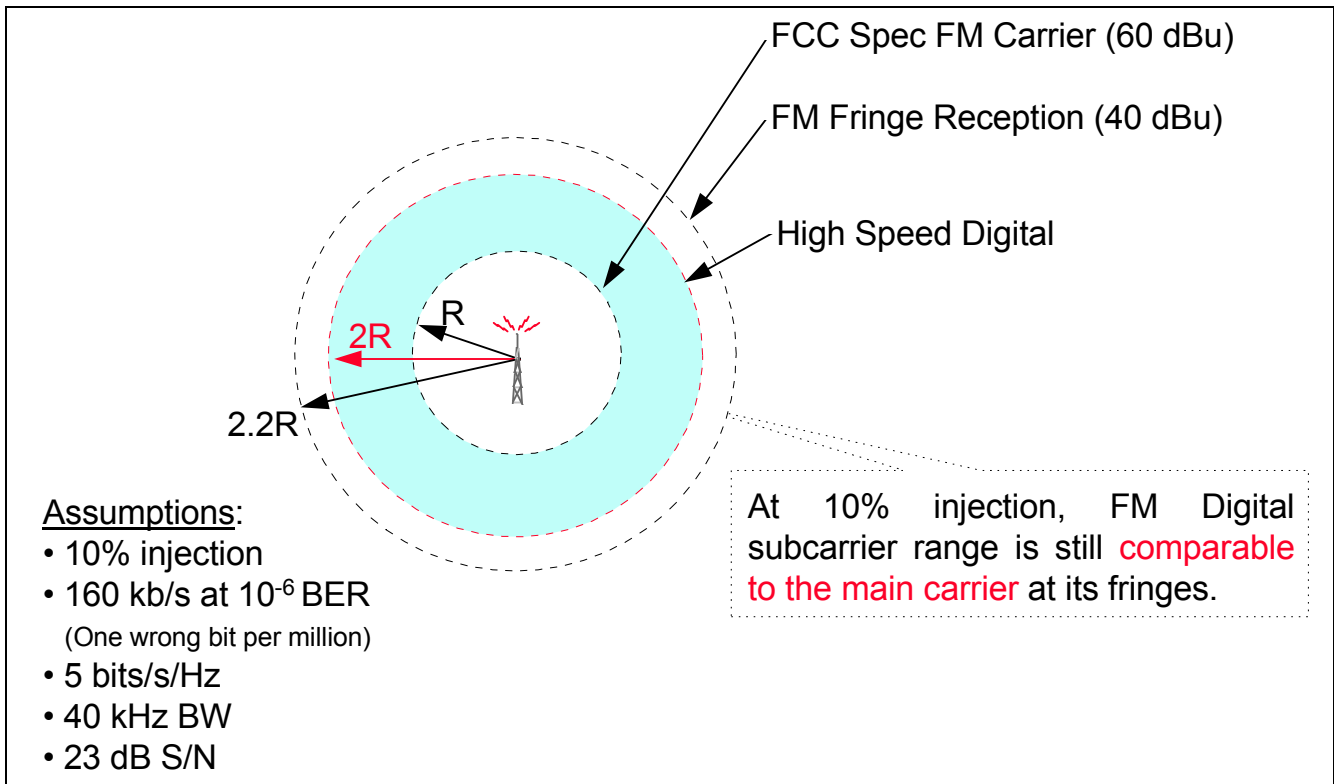 FCC Spec FM Carrier (60 dBu)
FM Fringe Reception (40 dBu)
High Speed Digital
R
2R
2.2R
At 10% injection, FM Digital
subcarrier range is still comparable
to the main carrier at its fringes.
Assumptions:
• 10% injection
• 160 kb/s at 10⁻⁶ BER
(One wrong bit per million)
• 5 bits/s/Hz
• 40 kHz BW
• 23 dB S/N